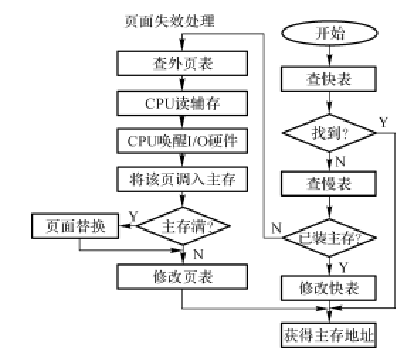 页面失效处理
查外页表
CPU读辅存
CPU唤醒I/O硬件
将该页调入主存
主存满?
Y
N
页面替换
修改页表
开始
查快表
找到?
Y
N
查慢表
已装主存?
N
Y
修改快表
获得主存地址